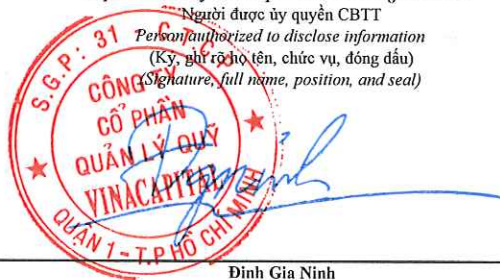 Người được ủy quyền CBTT
Person authorized to disclose information
(Ký, ghi rõ họ tên, chức vụ, đóng dấu)
(Signature, full name, position, and seal)
S.G.P: 31 - C.T.C.P
CÔNG TY
CỔ PHẦN
QUẢN LÝ QUỸ
VINACAPITAL
QUẬN 1 - T.P HỒ CHÍ MINH
Đinh Gia Ninh